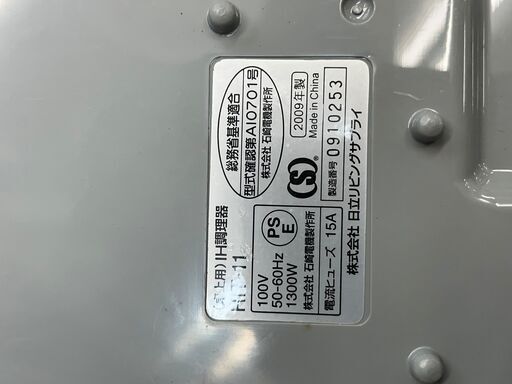 上用) IH調理器
-11
総務省基準適合
型式確認第AI0701号
株式会社 石崎電機製作所
100V
50-60Hz
1300W
PS
E
株式会社 石崎電機製作所
電流ヒューズ 15A
2009年製
Made in China
(S)®
製造番号 0910253
株式会社 日立リビングサプライ